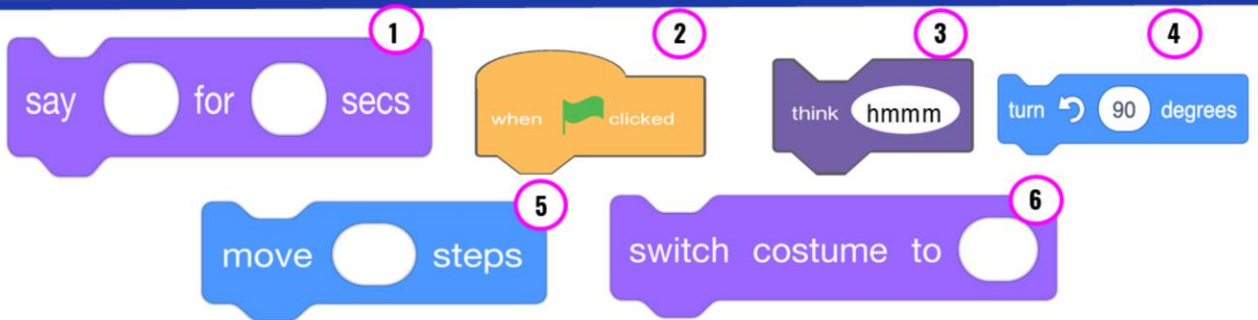 1
say for secs
2
when clicked
3
think hmmm
4
turn 90 degrees
5
move steps
6
switch costume to